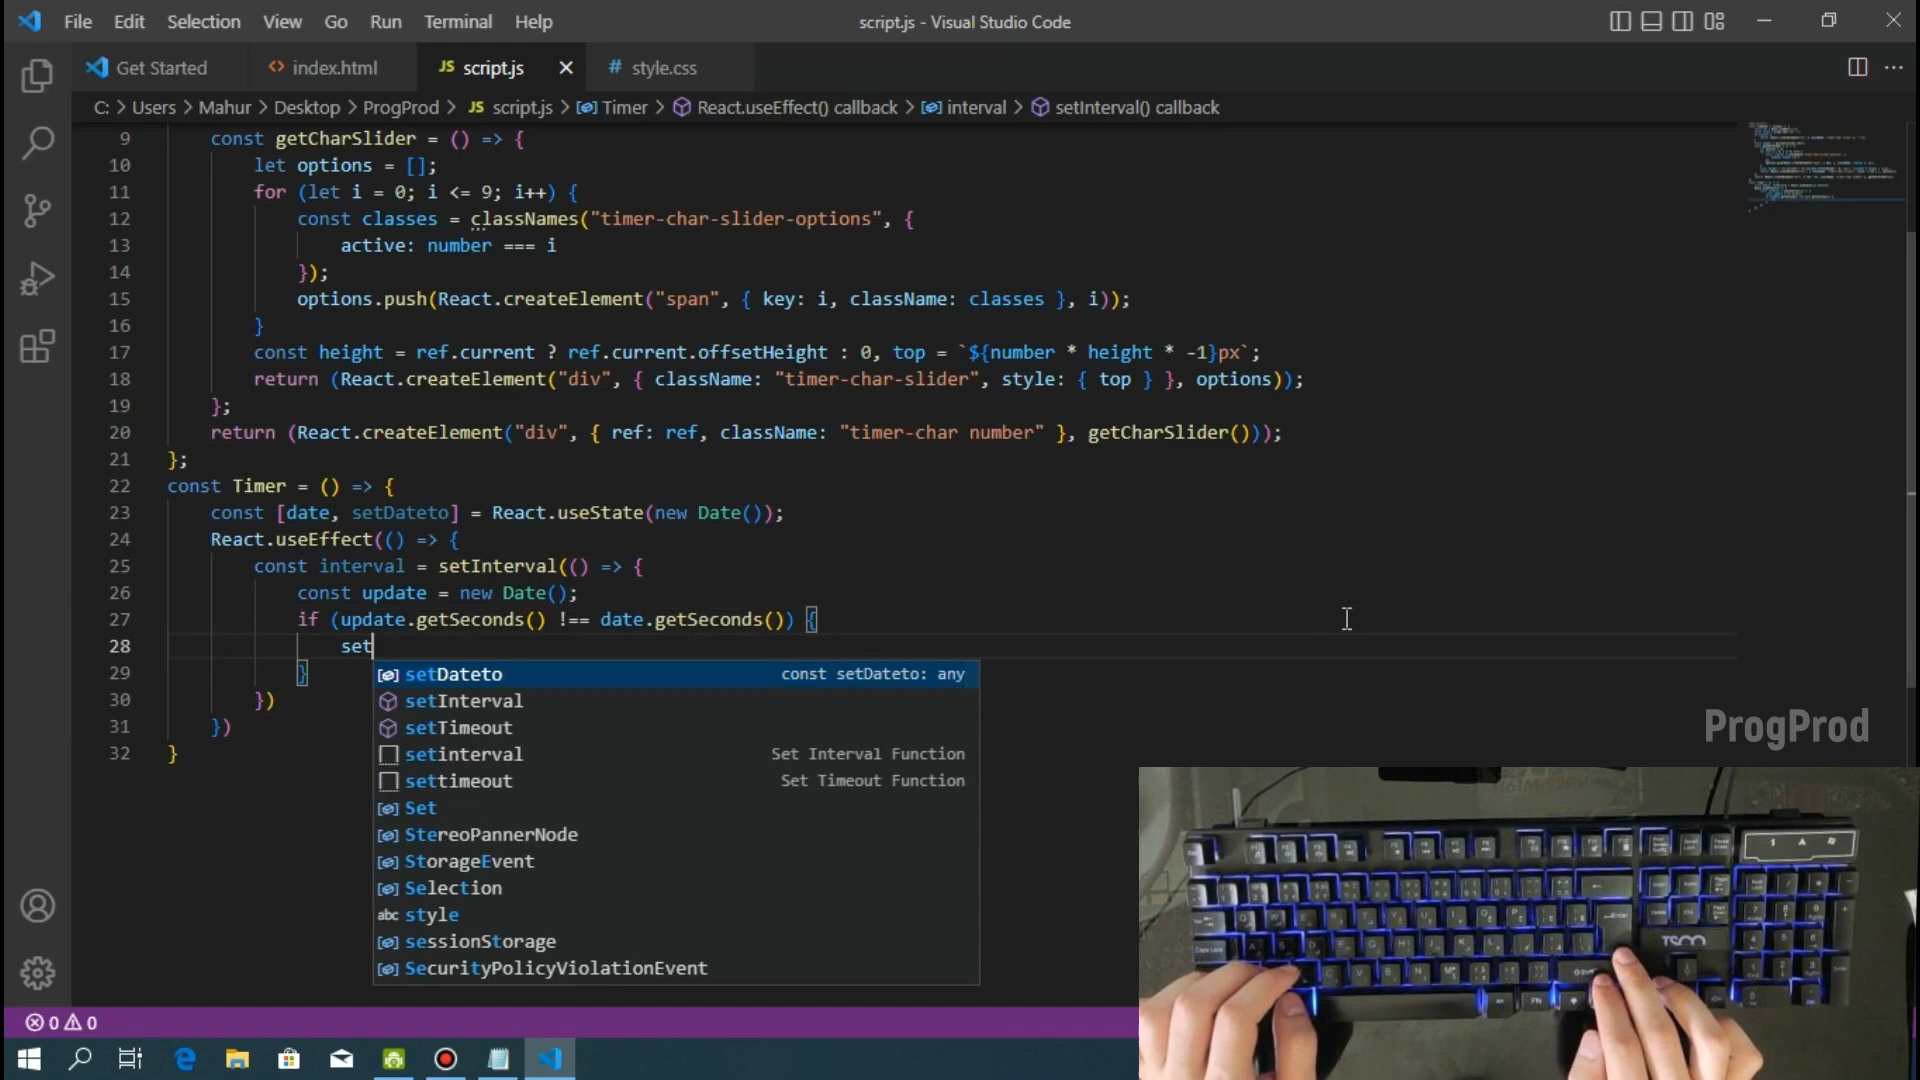 File Edit Selection View Go Run Terminal Help
script.js - Visual Studio Code
Get Started
index.html
JS script.js
# style.css
C: > Users > Mahur > Desktop > ProgProd > JS script.js > Timer > React.useEffect() callback > interval > setInterval() callback
9 const getCharSlider = () => {
10 let options = [];
11 for (let i = 0; i <= 9; i++) {
12 const classes = classNames("timer-char-slider-options", {
13 active: number === i
14 });
15 options.push(React.createElement("span", { key: i, className: classes }, i));
16 }
17 const height = ref.current ? ref.current.offsetHeight : 0, top = `${number * height * -1}px`;
18 return (React.createElement("div", { className: "timer-char-slider", style: { top } }, options));
19 };
20 return (React.createElement("div", { ref: ref, className: "timer-char number" }, getCharSlider()));
21 };
22 const Timer = () => {
23 const [date, setDateto] = React.useState(new Date());
24 React.useEffect(() => {
25 const interval = setInterval(() => {
26 const update = new Date();
27 if (update.getSeconds() !== date.getSeconds()) {
28 set
29 }
30 })
31 })
32 }
setDateto const setDateto: any
setInterval
setTimeout
setinterval Set Interval Function
settimeout Set Timeout Function
Set
StereoPannerNode
StorageEvent
Selection
abc style
sessionStorage
SecurityPolicyViolationEvent
ProgProd
0 0
TSCO